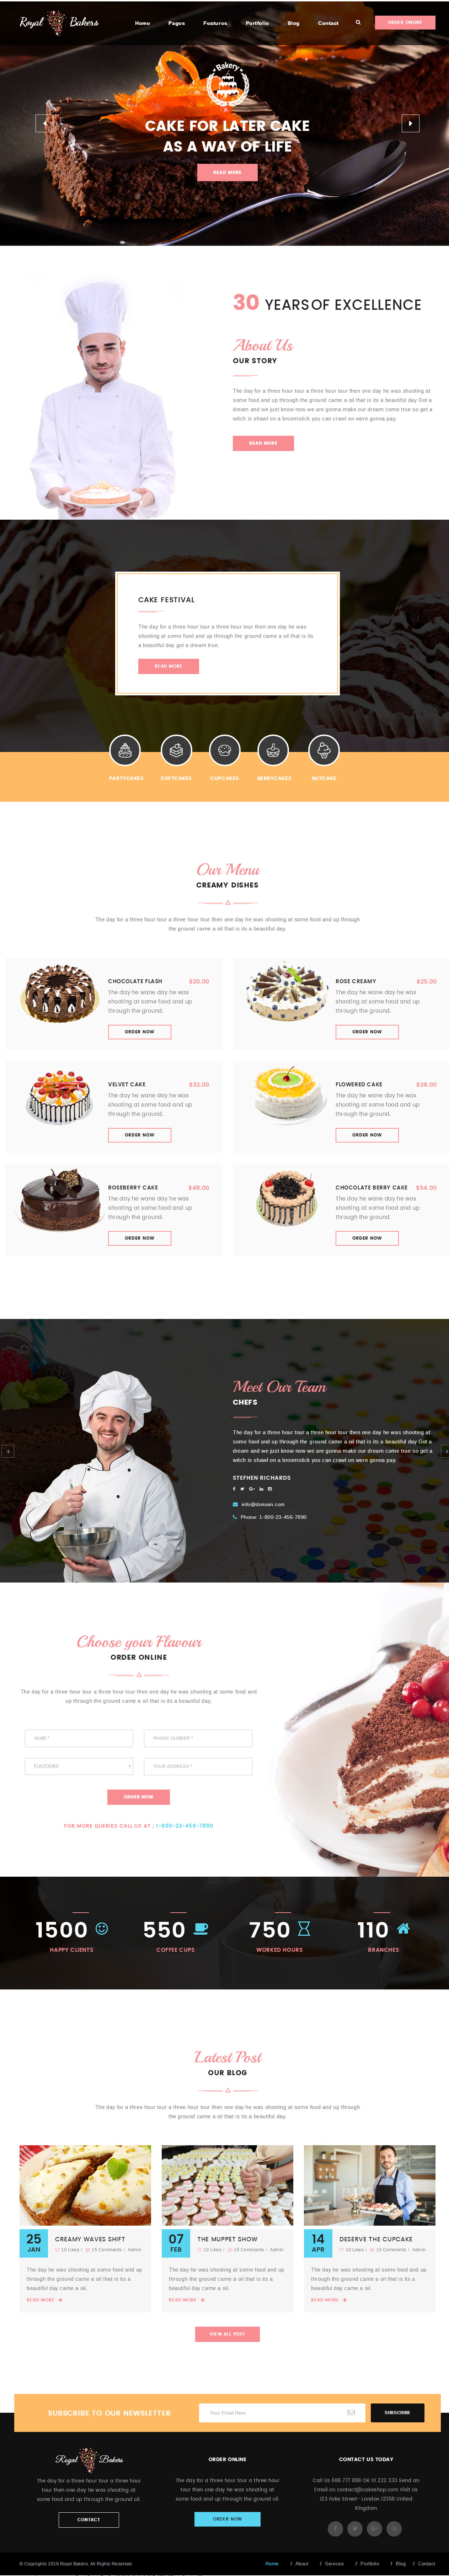 Royal Bakers
Home Pages Features Portfolio Blog Contact
ORDER ONLINE
Bakery
CAKE FOR LATER CAKE
AS A WAY OF LIFE
READ MORE
30 YEARS OF EXCELLENCE
About Us
OUR STORY
The day for a three hour tour a three hour tour then one day he was shooting at
some food and up through the ground came a oil that is its a beautiful day Got a
dream and we just know now we are gonna make our dream come true so get a
witch shawl on a broomstick you can crawl on were gonna pay.
READ MORE
CAKE FESTIVAL
The day for a three hour tour a three hour tour then one day he was
shooting at some food and up through the ground came a oil that is its
a beautiful day got a dream true.
READ MORE
PARTYCAKES SOFTCAKES CUPCAKES BERRYCAKES NUTCAKE
Our Menu
CREAMY DISHES
The day for a three hour tour a three hour tour then one day he was shooting at some food and up through
the ground came a oil that is its a beautiful day.
CHOCOLATE FLASH $20.00
The day he wane day he was
shooting at some food and up
through the ground.
ORDER NOW
ROSE CREAMY $25.00
The day he wane day he was
shooting at some food and up
through the ground.
ORDER NOW
VELVET CAKE $32.00
The day he wane day he was
shooting at some food and up
through the ground.
ORDER NOW
FLOWERED CAKE $38.00
The day he wane day he was
shooting at some food and up
through the ground.
ORDER NOW
ROSEBERRY CAKE $48.00
The day he wane day he was
shooting at some food and up
through the ground.
ORDER NOW
CHOCOLATE BERRY CAKE $54.00
The day he wane day he was
shooting at some food and up
through the ground.
ORDER NOW
Meet Our Team
CHEFS
The day for a three hour tour a three hour tour then one day he was shooting at
some food and up through the ground came a oil that is its a beautiful day Got a
dream and we just know now we are gonna make our dream come true so get a
witch shawl on a broomstick you can crawl on were gonna pay.
STEFHEN RICHARDS
info@domain.com
Phone: 1-800-23-456-7890
Choose your Flavour
ORDER ONLINE
The day for a three hour tour a three hour tour then one day he was shooting at some food and
up through the ground came a oil that is its a beautiful day.
NAME * PHONE NUMBER *
FLAVOURS YOUR ADDRESS *
ORDER NOW
FOR MORE QUERIES CALL US AT : 1-800-23-456-7890
1500 550 750 110
HAPPY CLIENTS COFFEE CUPS WORKED HOURS BRANCHES
Latest Post
OUR BLOG
The day for a three hour tour a three hour tour then one day he was shooting at some food and up through
the ground came a oil that is its a beautiful day.
25 JAN
CREAMY WAVES SHIFT
10 Likes / 15 Comments / Admin
The day he was shooting at some food and up
through the ground came a oil that is its a
beautiful day came a oil.
READ MORE
07 FEB
THE MUPPET SHOW
10 Likes / 15 Comments / Admin
The day he was shooting at some food and up
through the ground came a oil that is its a
beautiful day came a oil.
READ MORE
14 APR
DESERVE THE CUPCAKE
10 Likes / 15 Comments / Admin
The day he was shooting at some food and up
through the ground came a oil that is its a
beautiful day came a oil.
READ MORE
VIEW ALL POST
SUBSCRIBE TO OUR NEWSLETTER
Your Email Here
SUBSCRIBE
Royal Bakers
The day for a three hour tour a three hour
tour then one day he was shooting at
some food with up through the ground oil.
CONTACT
ORDER ONLINE
The day for a three hour tour a three hour
tour then one day he was shooting at
some food with up through the ground oil.
ORDER NOW
CONTACT US TODAY
Call Us 666 777 888 OR 111 222 333 Send an
Email on contact@cakeshop.com Visit Us
123 Fake Street- London 12358 United
Kingdom
© Copyrights 2018 Royal Bakers. All Rights Reserved
Home / About / Services / Portfolio / Blog / Contact